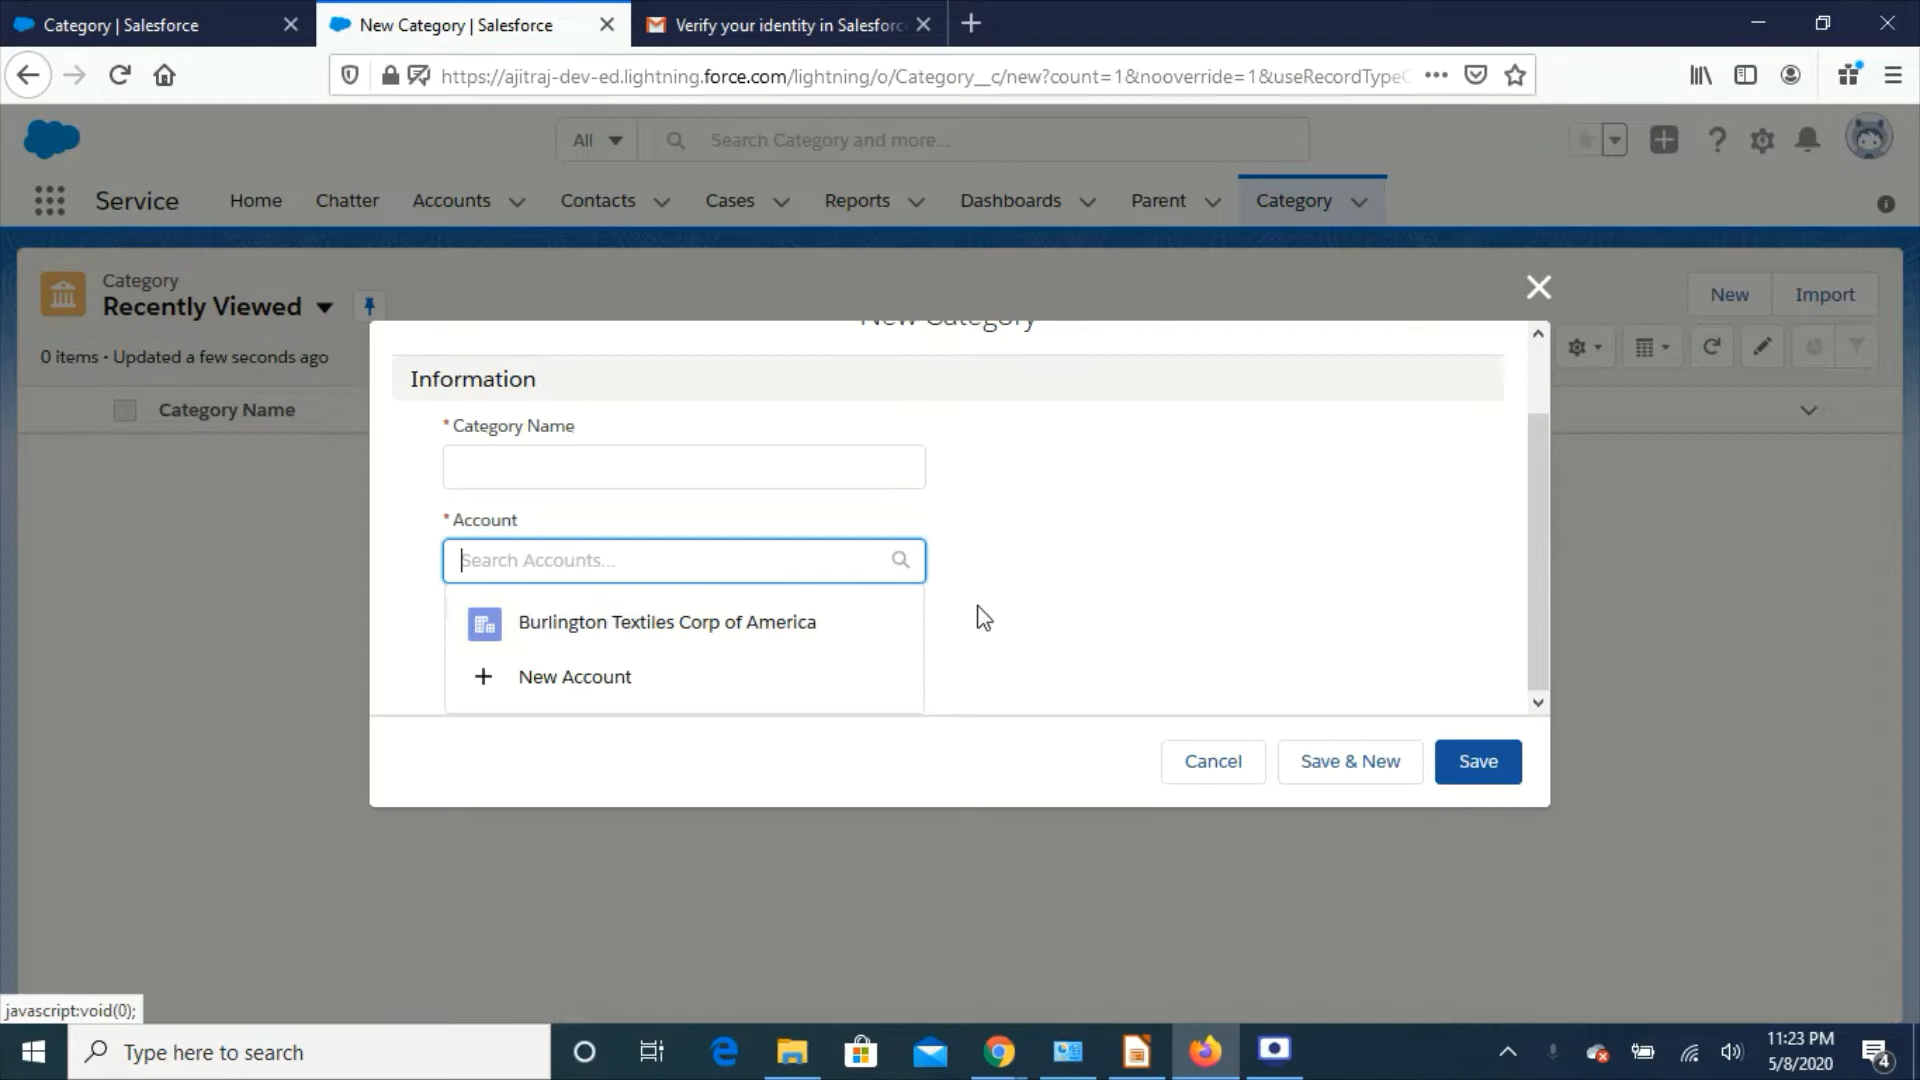 Category | Salesforce
New Category | Salesforce
Verify your identity in Salesforc
https://ajitraj-dev-ed.lightning.force.com/lightning/o/Category__c/new?count=1&nooverride=1&useRecordTypeC
All
Search Category and more...
Service
Home
Chatter
Accounts
Contacts
Cases
Reports
Dashboards
Parent
Category
Category
Recently Viewed
New
Import
0 items • Updated a few seconds ago
Category Name
New Category
Information
* Category Name
* Account
Search Accounts...
Burlington Textiles Corp of America
+ New Account
Cancel
Save & New
Save
javascript:void(0);
Type here to search
11:23 PM
5/8/2020
4